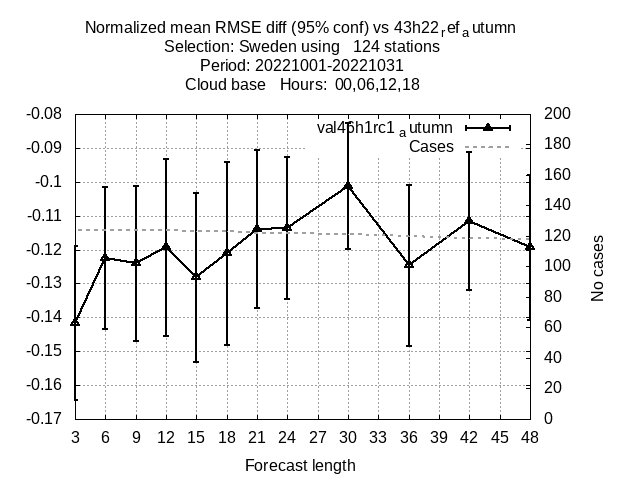 Normalized mean RMSE diff (95% conf) vs 43h22 ref a utumn
Selection: Sweden using 124 stations
Period: 20221001-20221031
Cloud base Hours: 00,06,12,18
-0.08 200
val46h1rc1 a utumn
180
-0.09
Cases
160
-0.1
140
-0.11
120
-0.12
100
-0.13
80
-0.14
60
-0.15
40
-0.16
20
-0.17 0
No cases
3 6 9 12 15 18 21 24 27 30 33 36 39 42 45 48
Forecast length